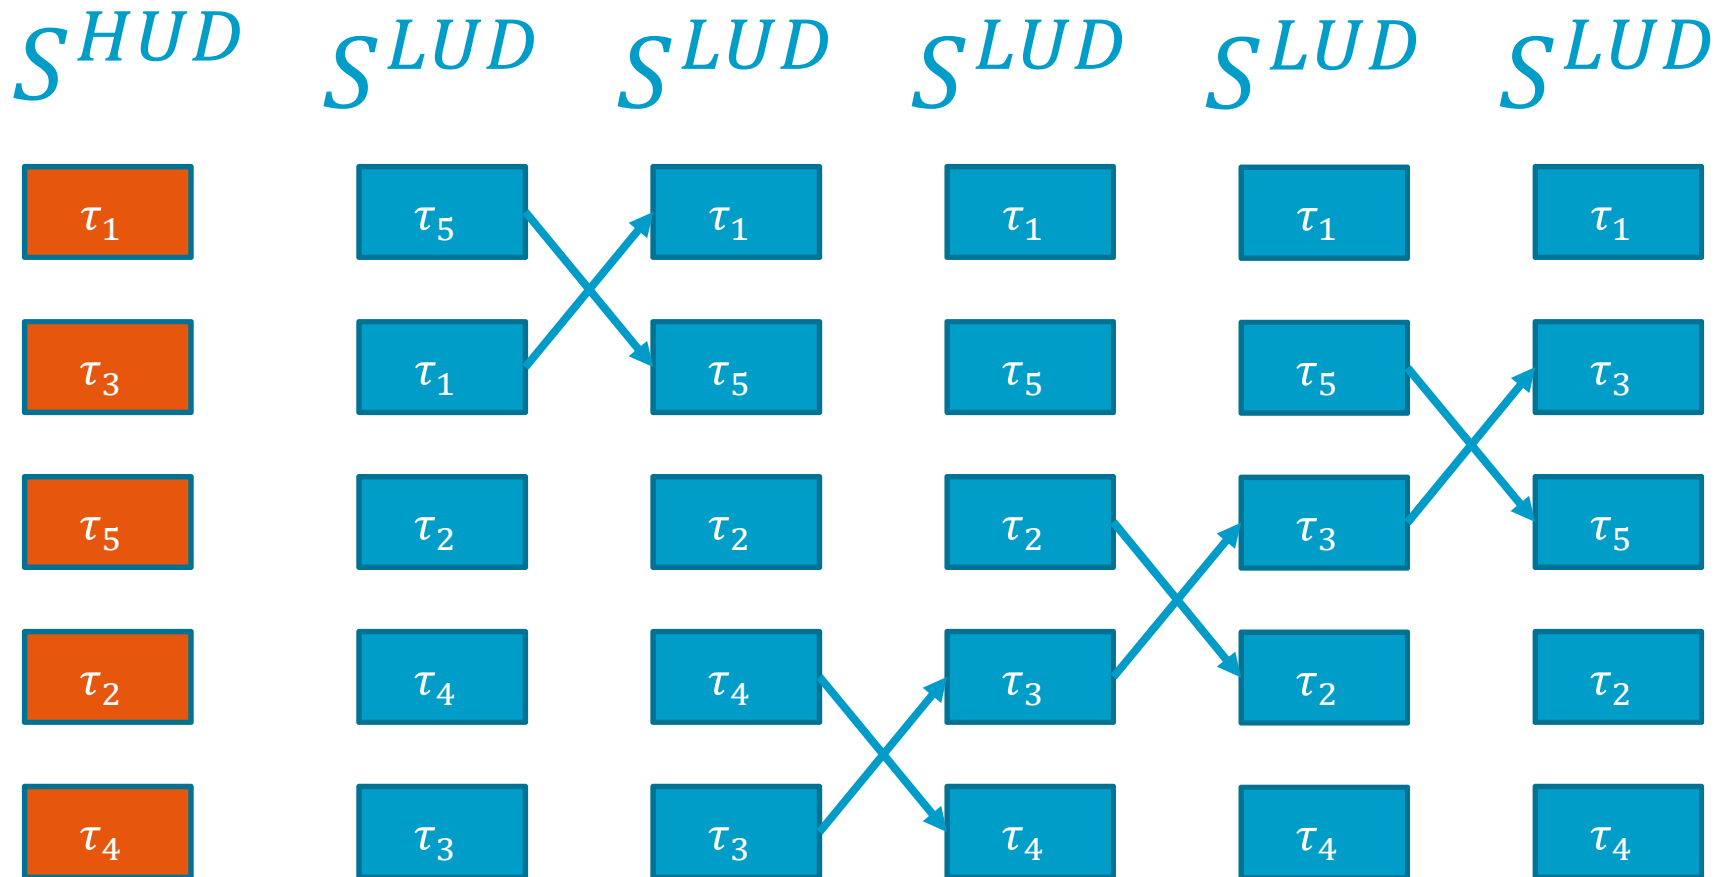 S^HUD S^LUD S^LUD S^LUD S^LUD S^LUD
τ₁ τ₅ τ₁ τ₁ τ₁ τ₁
τ₃ τ₁ τ₅ τ₅ τ₅ τ₃
τ₅ τ₂ τ₂ τ₂ τ₃ τ₅
τ₂ τ₄ τ₄ τ₃ τ₂ τ₂
τ₄ τ₃ τ₃ τ₄ τ₄ τ₄